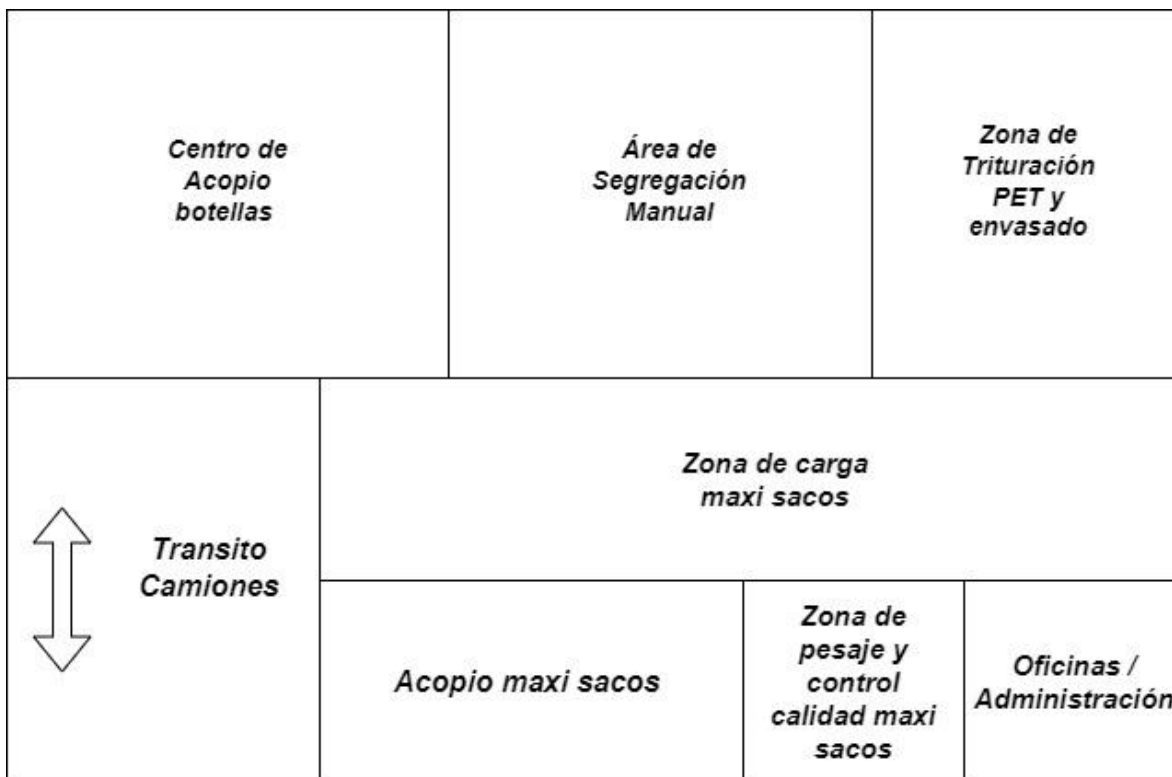 Centro de
Acopio
botellas
Área de
Segregación
Manual
Zona de
Trituración
PET y
envasado
Zona de carga
maxi sacos
Transito
Camiones
Acopio maxi sacos
Zona de
pesaje y
control
calidad maxi
sacos
Oficinas /
Administración